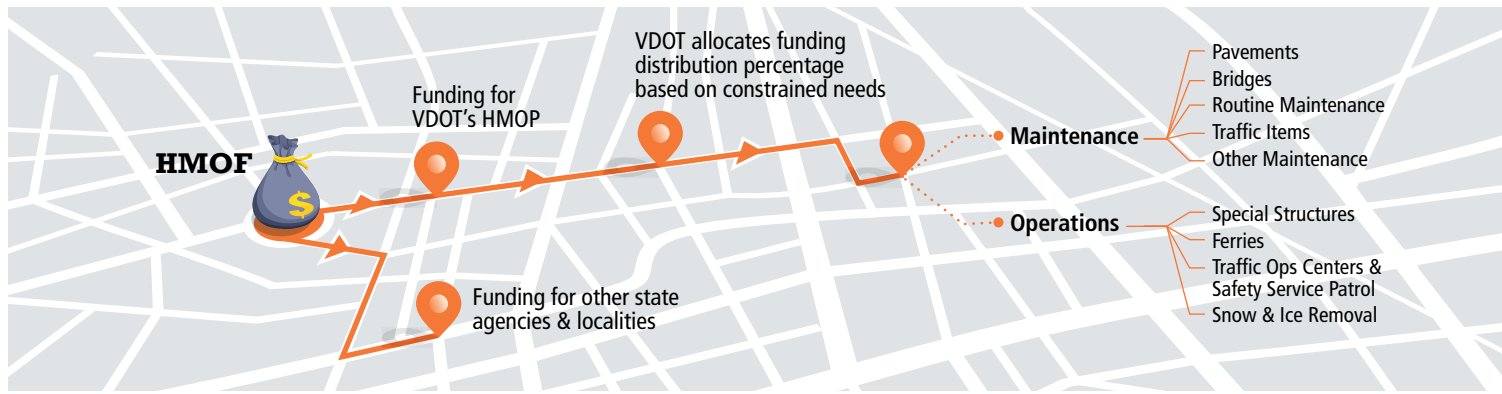 HMOF
$
Funding for
VDOT's HMOP
VDOT allocates funding
distribution percentage
based on constrained needs
Funding for other state
agencies & localities
Maintenance
Pavements
Bridges
Routine Maintenance
Traffic Items
Other Maintenance
Operations
Special Structures
Ferries
Traffic Ops Centers &
Safety Service Patrol
Snow & Ice Removal